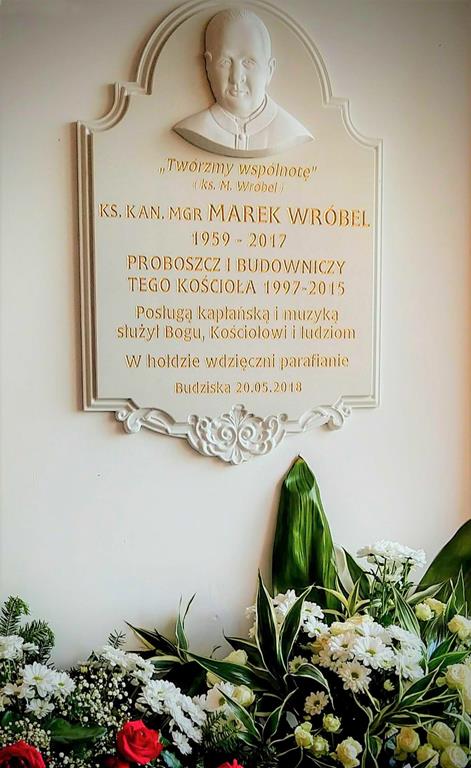 „Twórzmy wspólnotę”
(ks. M. Wróbel)
KS. KAN. MGR MAREK WRÓBEL
1959 - 2017
PROBOSZCZ I BUDOWNICZY
TEGO KOŚCIOŁA 1997-2015
Posługą kapłańską i muzyką
służył Bogu, Kościołowi i ludziom
W hołdzie wdzięczni parafianie
Budziska 20.05.2018